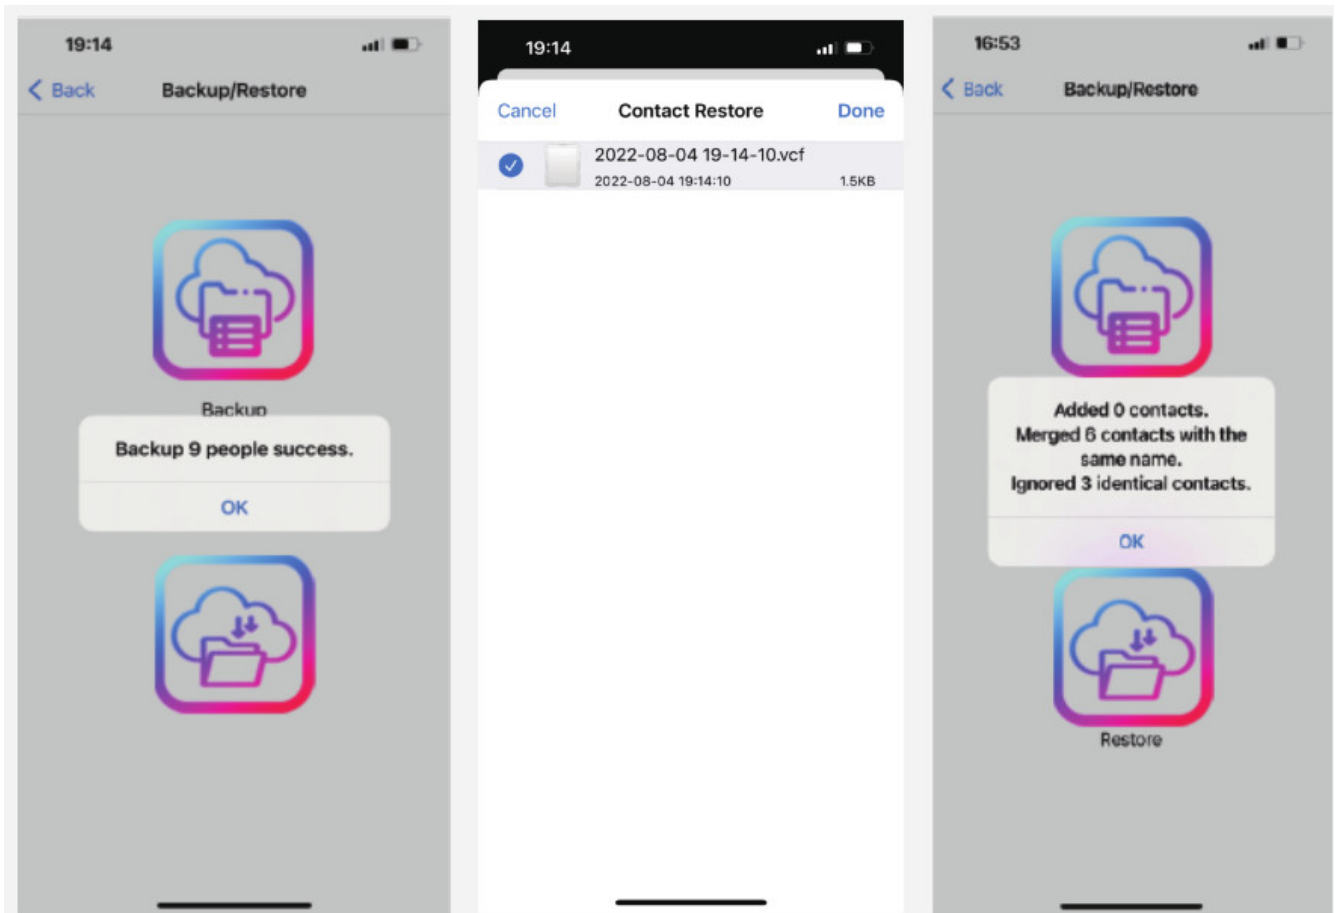 19:14
Back
Backup/Restore
Backup
Backup 9 people success.
OK
19:14
Cancel
Contact Restore
Done
2022-08-04 19-14-10.vcf
2022-08-04 19:14:10
1.5KB
16:53
Back
Backup/Restore
Added 0 contacts.
Merged 6 contacts with the
same name.
Ignored 3 identical contacts.
OK
Restore